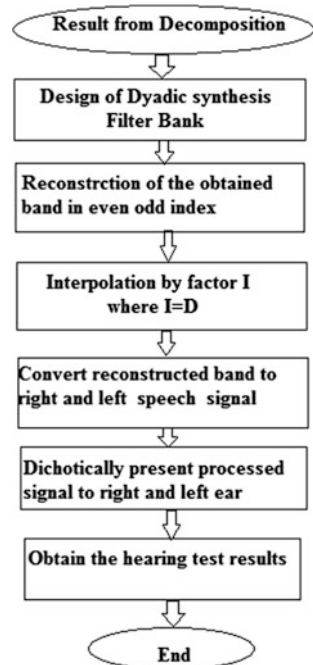 Result from Decomposition
Design of Dyadic synthesis
Filter Bank
Reconstrction of the obtained
band in even odd index
Interpolation by factor I
where I=D
Convert reconstructed band to
right and left speech signal
Dichotically present processed
signal to right and left ear
Obtain the hearing test results
End